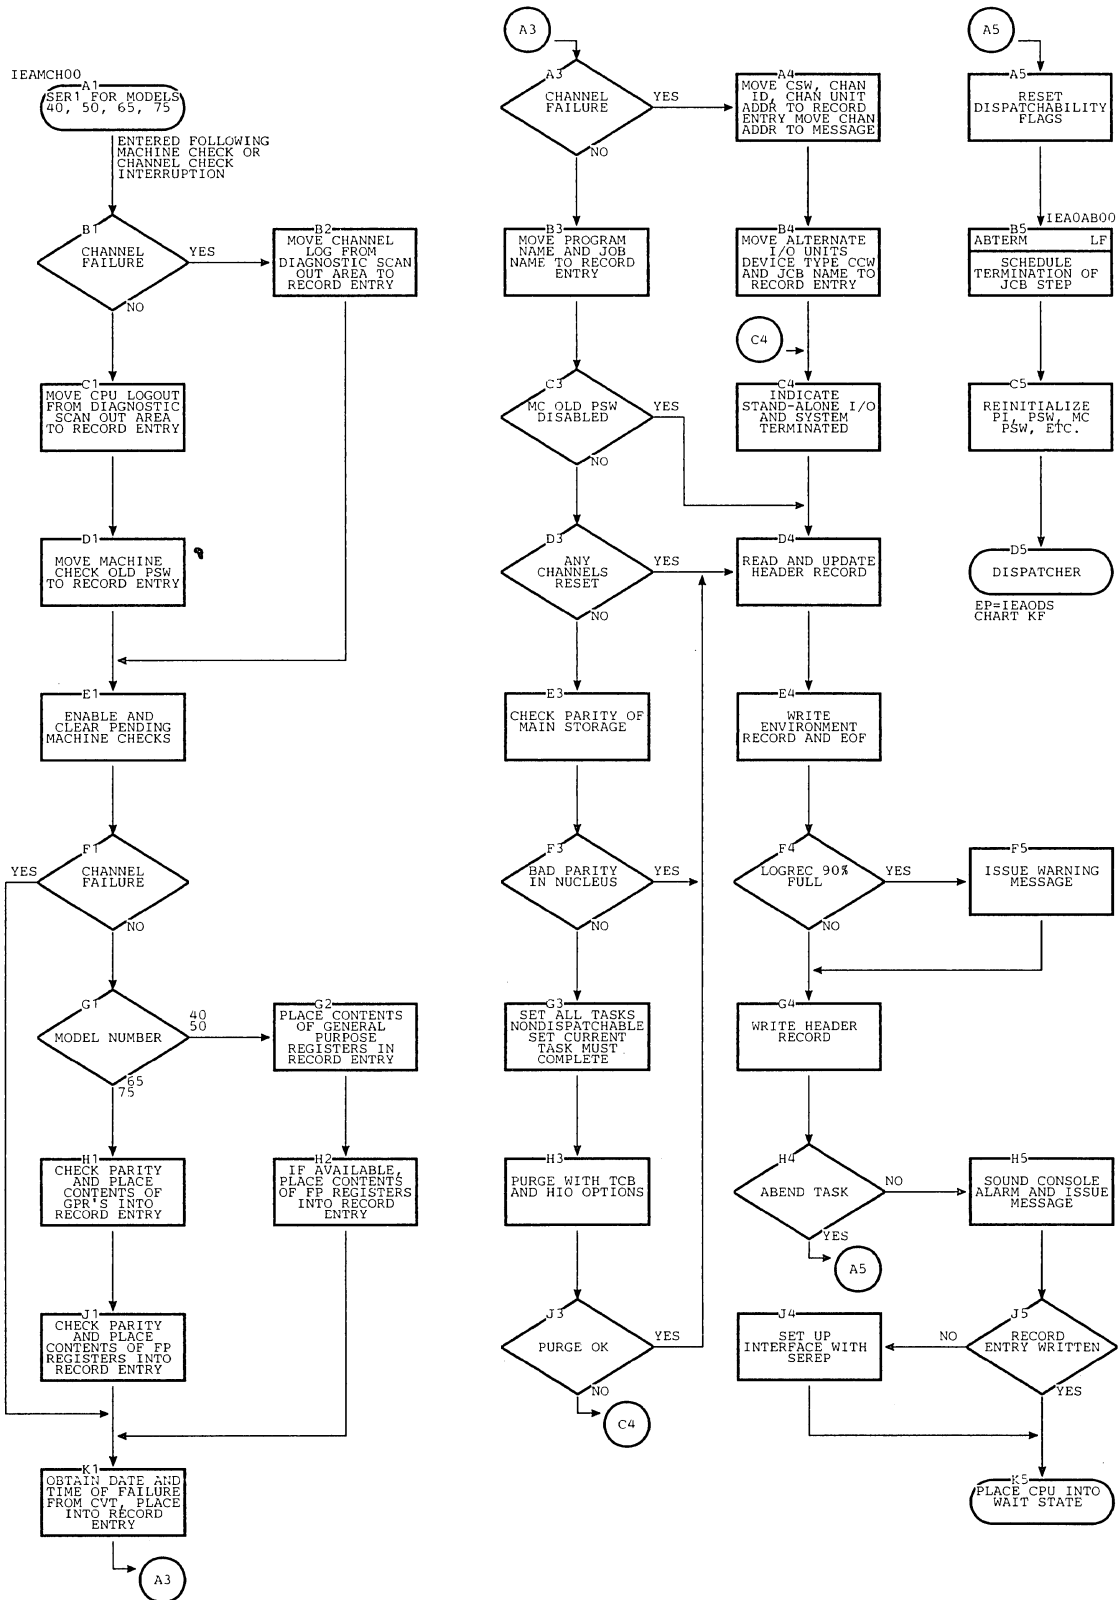 IEAMCH00
A1
SER1 FOR MODELS
40, 50, 65, 75
ENTERED FOLLOWING
MACHINE CHECK OR
CHANNEL CHECK
INTERRUPTION
B1
CHANNEL
FAILURE
YES
NO
B2
MOVE CHANNEL
LOG FROM
DIAGNOSTIC SCAN
OUT AREA TO
RECORD ENTRY
C1
MOVE CPU LOGOUT
FROM DIAGNOSTIC
SCAN OUT AREA
TO RECORD ENTRY
D1
MOVE MACHINE
CHECK OLD PSW
TO RECORD ENTRY
E1
ENABLE AND
CLEAR PENDING
MACHINE CHECKS
F1
YES
CHANNEL
FAILURE
NO
G1
MODEL NUMBER
40
50
65
75
G2
PLACE CONTENTS
OF GENERAL
PURPOSE
REGISTERS IN
RECORD ENTRY
H1
CHECK PARITY
AND PLACE
CONTENTS OF
GPR'S INTO
RECORD ENTRY
H2
IF AVAILABLE,
PLACE CONTENTS
OF FP REGISTERS
INTO RECORD
ENTRY
J1
CHECK PARITY
AND PLACE
CONTENTS OF FP
REGISTERS INTO
RECORD ENTRY
K1
OBTAIN DATE AND
TIME OF FAILURE
FROM CVT, PLACE
INTO RECORD
ENTRY
A3
A3
A3
CHANNEL
FAILURE
YES
NO
A4
MOVE CSW, CHAN
ID, CHAN UNIT
ADDR TO RECORD
ENTRY MOVE CHAN
ADDR TO MESSAGE
B3
MOVE PROGRAM
NAME AND JOB
NAME TO RECORD
ENTRY
B4
MOVE ALTERNATE
I/O UNITS
DEVICE TYPE CCW
AND JCB NAME TO
RECORD ENTRY
C4
C3
MC OLD PSW
DISABLED
YES
NO
C4
INDICATE
STAND-ALONE I/O
AND SYSTEM
TERMINATED
D3
ANY
CHANNELS
RESET
YES
NO
D4
READ AND UPDATE
HEADER RECORD
E3
CHECK PARITY OF
MAIN STORAGE
E4
WRITE
ENVIRONMENT
RECORD AND EOF
F3
BAD PARITY
IN NUCLEUS
YES
NO
F4
LOGREC 90%
FULL
YES
NO
F5
ISSUE WARNING
MESSAGE
G3
SET ALL TASKS
NONDISPATCHABLE
SET CURRENT
TASK MUST
COMPLETE
G4
WRITE HEADER
RECORD
H3
PURGE WITH TCB
AND HIO OPTIONS
H4
ABEND TASK
NO
YES
A5
H5
SOUND CONSOLE
ALARM AND ISSUE
MESSAGE
J3
PURGE OK
YES
NO
C4
J4
SET UP
INTERFACE WITH
SEREP
J5
NO
RECORD
ENTRY WRITTEN
YES
K5
PLACE CPU INTO
WAIT STATE
A5
A5
RESET
DISPATCHABILITY
FLAGS
IEA0AB00
B5
ABTERM LF
SCHEDULE
TERMINATION OF
JCB STEP
C5
REINITIALIZE
PI, PSW, MC
PSW, ETC.
D5
DISPATCHER
EP=IEAODS
CHART KF